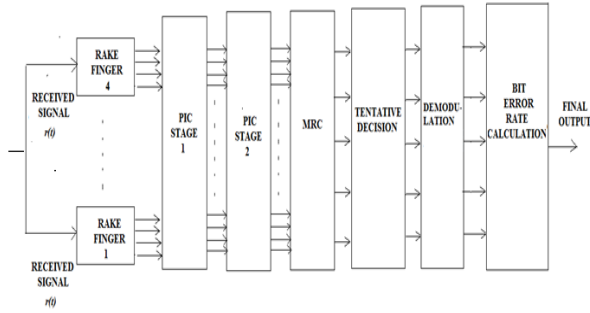 RAKE
FINGER
4
RECEIVED
SIGNAL
r(t)
RAKE
FINGER
1
RECEIVED
SIGNAL
r(t)
PIC
STAGE
1
PIC
STAGE
2
MRC
TENTATIVE
DECISION
DEMODU-
LATION
BIT
ERROR
RATE
CALCULATION
FINAL
OUTPUT